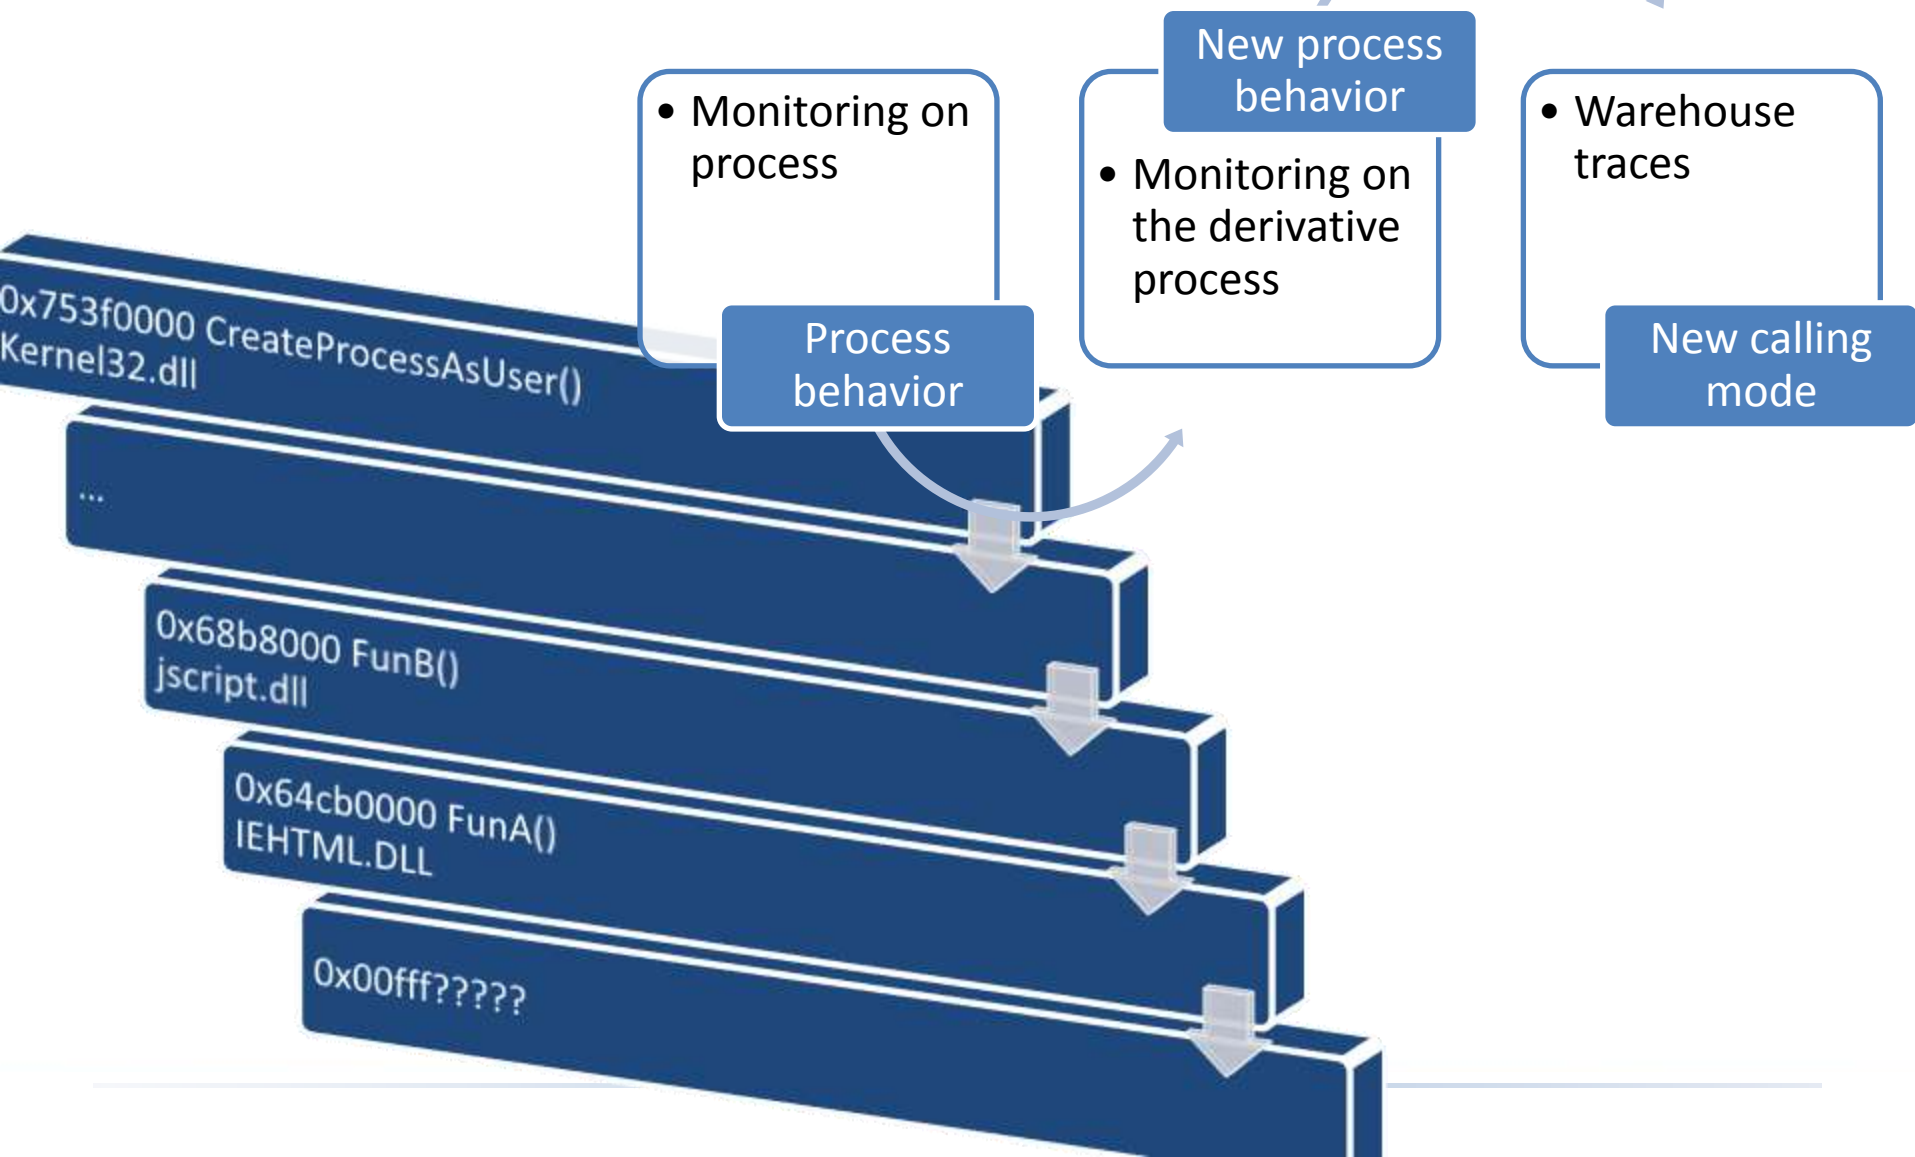 New process
behavior
• Monitoring on
process
Process
behavior
• Monitoring on
the derivative
process
• Warehouse
traces
New calling
mode
0x753f0000 CreateProcessAsUser()
Kernel32.dll
...
0x68b8000 FunB()
jscript.dll
0x64cb0000 FunA()
IEHTML.DLL
0x00fff?????